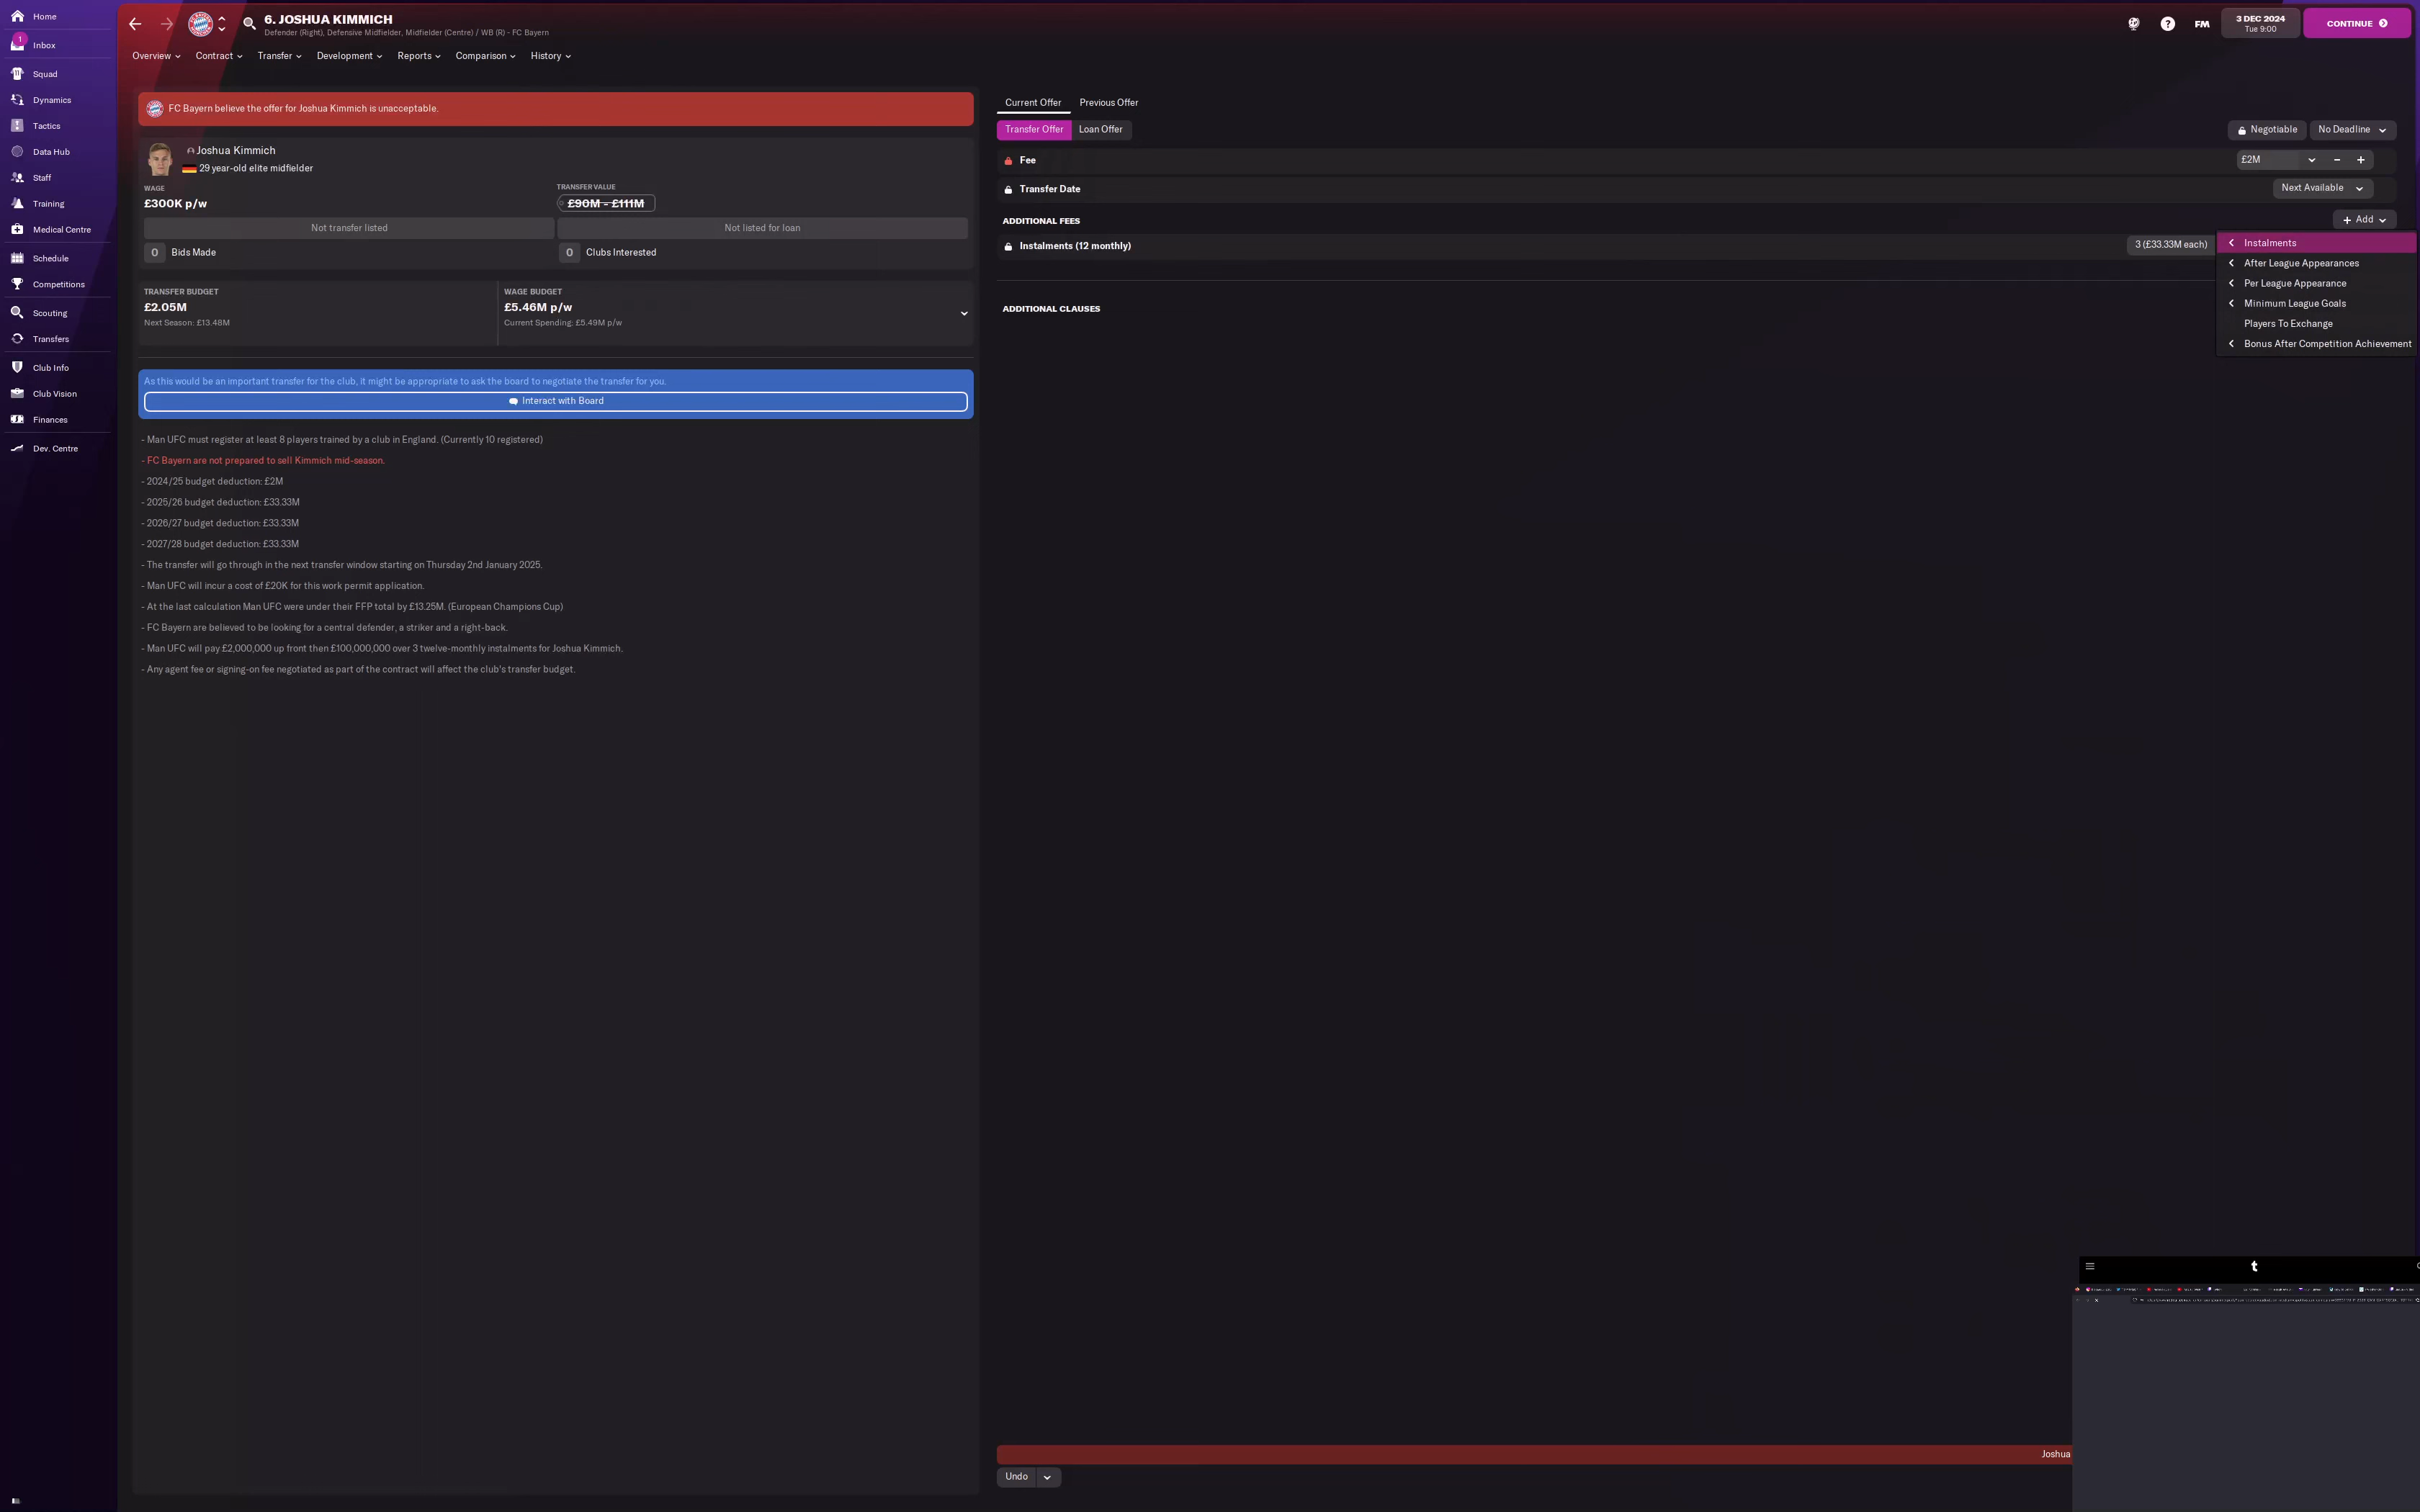 6. JOSHUA KIMMICH
Defender (Right), Defensive Midfielder, Midfielder (Centre) / WB (R) - FC Bayern
FM
3 DEC 2024
Tue 9:00
CONTINUE
Home
1
Inbox
Squad
Dynamics
Tactics
Data Hub
Staff
Training
Medical Centre
Schedule
Competitions
Scouting
Transfers
Club Info
Club Vision
Finances
Dev. Centre
Overview
Contract
Transfer
Development
Reports
Comparison
History
FC Bayern believe the offer for Joshua Kimmich is unacceptable.
Joshua Kimmich
29 year-old elite midfielder
WAGE
£300K p/w
TRANSFER VALUE
£90M - £111M
Not transfer listed
Not listed for loan
0 Bids Made
0 Clubs Interested
TRANSFER BUDGET
£2.05M
Next Season: £13.48M
WAGE BUDGET
£5.46M p/w
Current Spending: £5.49M p/w
As this would be an important transfer for the club, it might be appropriate to ask the board to negotiate the transfer for you.
Interact with Board
- Man UFC must register at least 8 players trained by a club in England. (Currently 10 registered)
- FC Bayern are not prepared to sell Kimmich mid-season.
- 2024/25 budget deduction: £2M
- 2025/26 budget deduction: £33.33M
- 2026/27 budget deduction: £33.33M
- 2027/28 budget deduction: £33.33M
- The transfer will go through in the next transfer window starting on Thursday 2nd January 2025.
- Man UFC will incur a cost of £20K for this work permit application.
- At the last calculation Man UFC were under their FFP total by £13.25M. (European Champions Cup)
- FC Bayern are believed to be looking for a central defender, a striker and a right-back.
- Man UFC will pay £2,000,000 up front then £100,000,000 over 3 twelve-monthly instalments for Joshua Kimmich.
- Any agent fee or signing-on fee negotiated as part of the contract will affect the club's transfer budget.
Current Offer
Previous Offer
Transfer Offer
Loan Offer
Negotiable
No Deadline
Fee
£2M
Transfer Date
Next Available
ADDITIONAL FEES
+ Add
Instalments (12 monthly)
3 (£33.33M each)
Instalments
After League Appearances
Per League Appearance
Minimum League Goals
Players To Exchange
Bonus After Competition Achievement
ADDITIONAL CLAUSES
Joshua
Undo
t